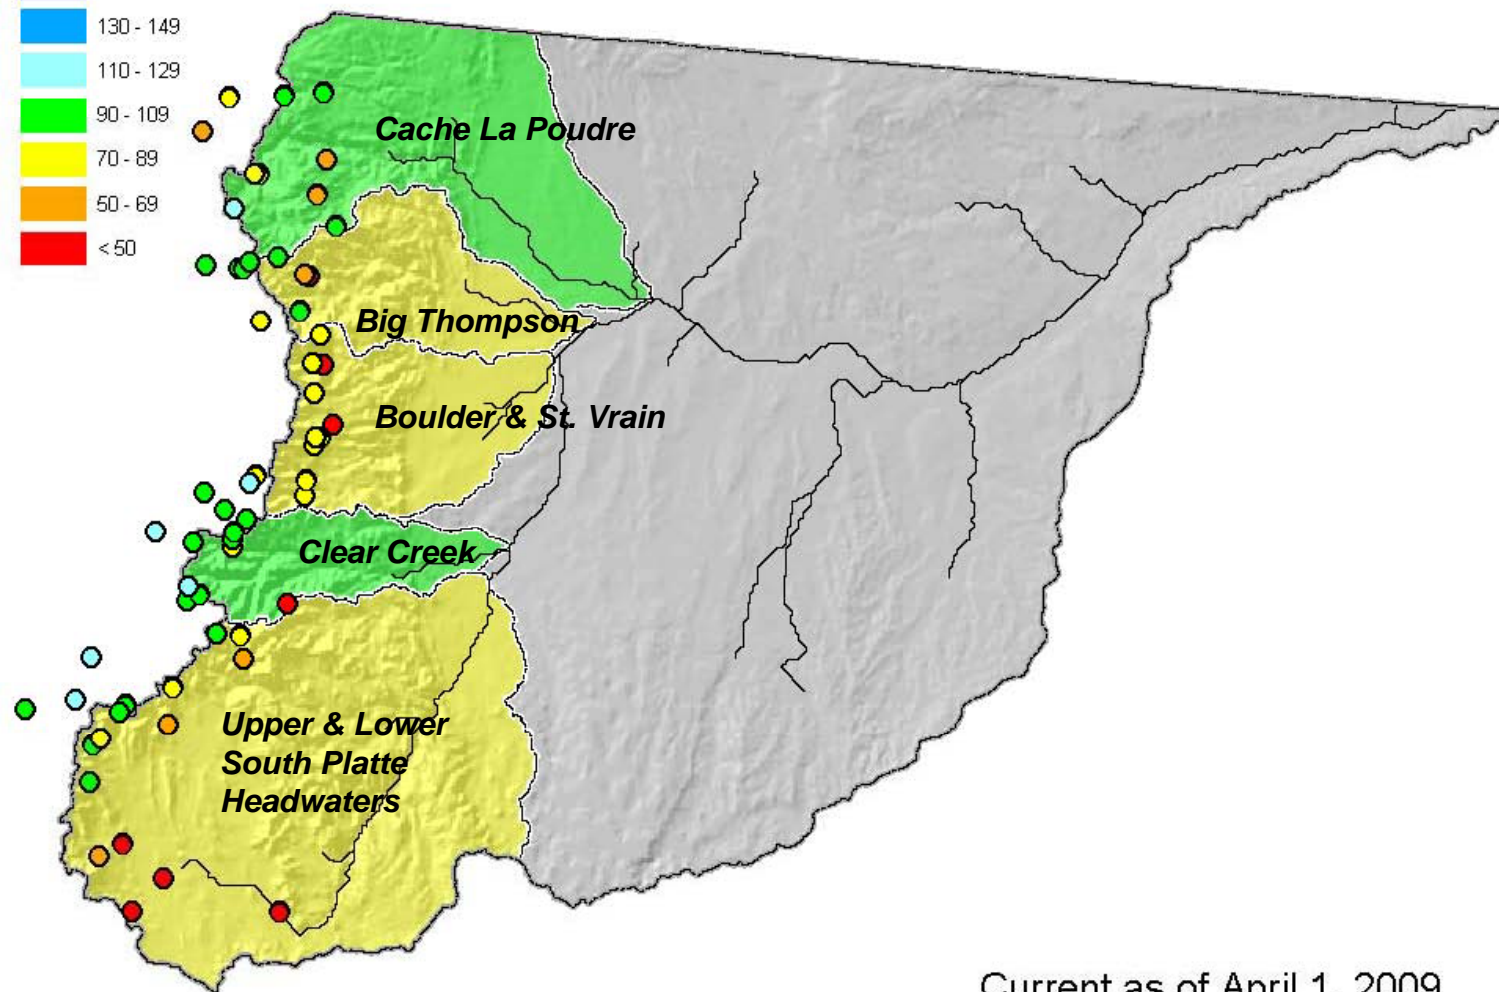 130 - 149
110 - 129
90 - 109
70 - 89
50 - 69
< 50
Cache La Poudre
Big Thompson
Boulder & St. Vrain
Clear Creek
Upper & Lower
South Platte
Headwaters
Current as of April 1, 2009